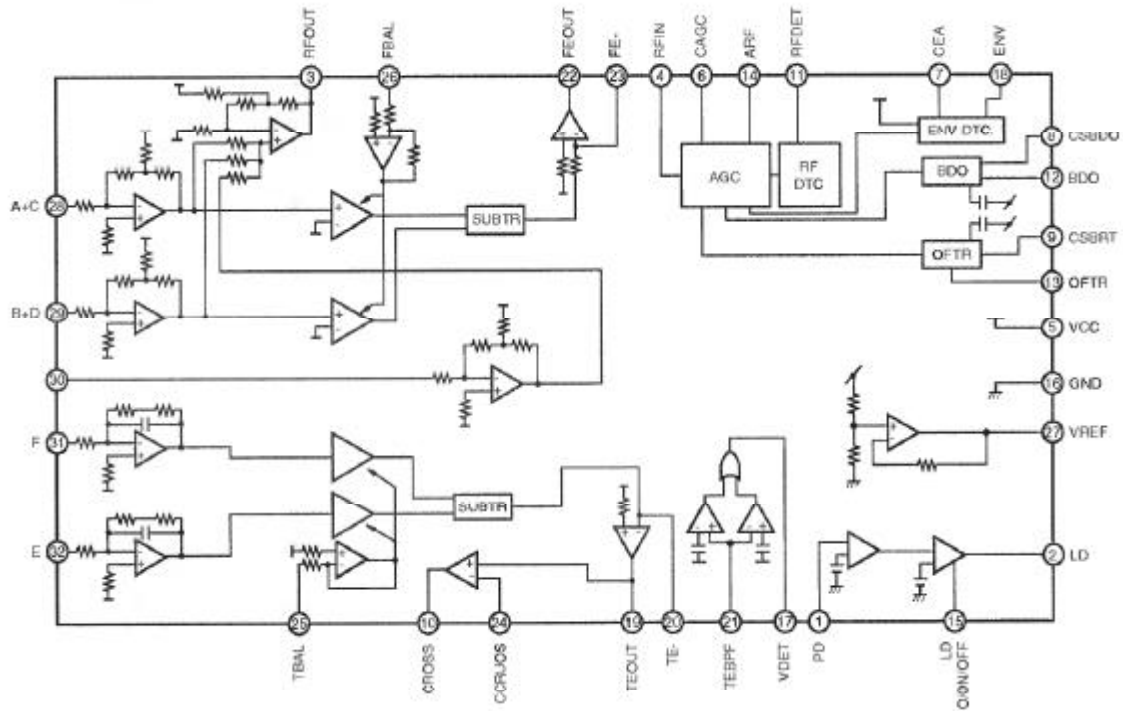 RFOUT
FBAL
FEOUT
FE-
RFIN
CAGC
ARF
RFDET
CEA
ENV
3
26
22
23
4
6
14
11
7
18
ENV DTC.
8 CSBDO
AGC
RF
DTC
BDO
12 BDO
A+C 28
SUBTR
9 CSBRT
OFTR
13 OFTR
B+D 29
5 VCC
30
16 GND
F 31
27 VREF
SUBTR
E 32
2 LD
25
10
24
19
20
21
17
1
15
TBAL
CROSS
CCRUOS
TEOUT
TE-
TEBPF
VDET
PD
LD
O/ON/OFF